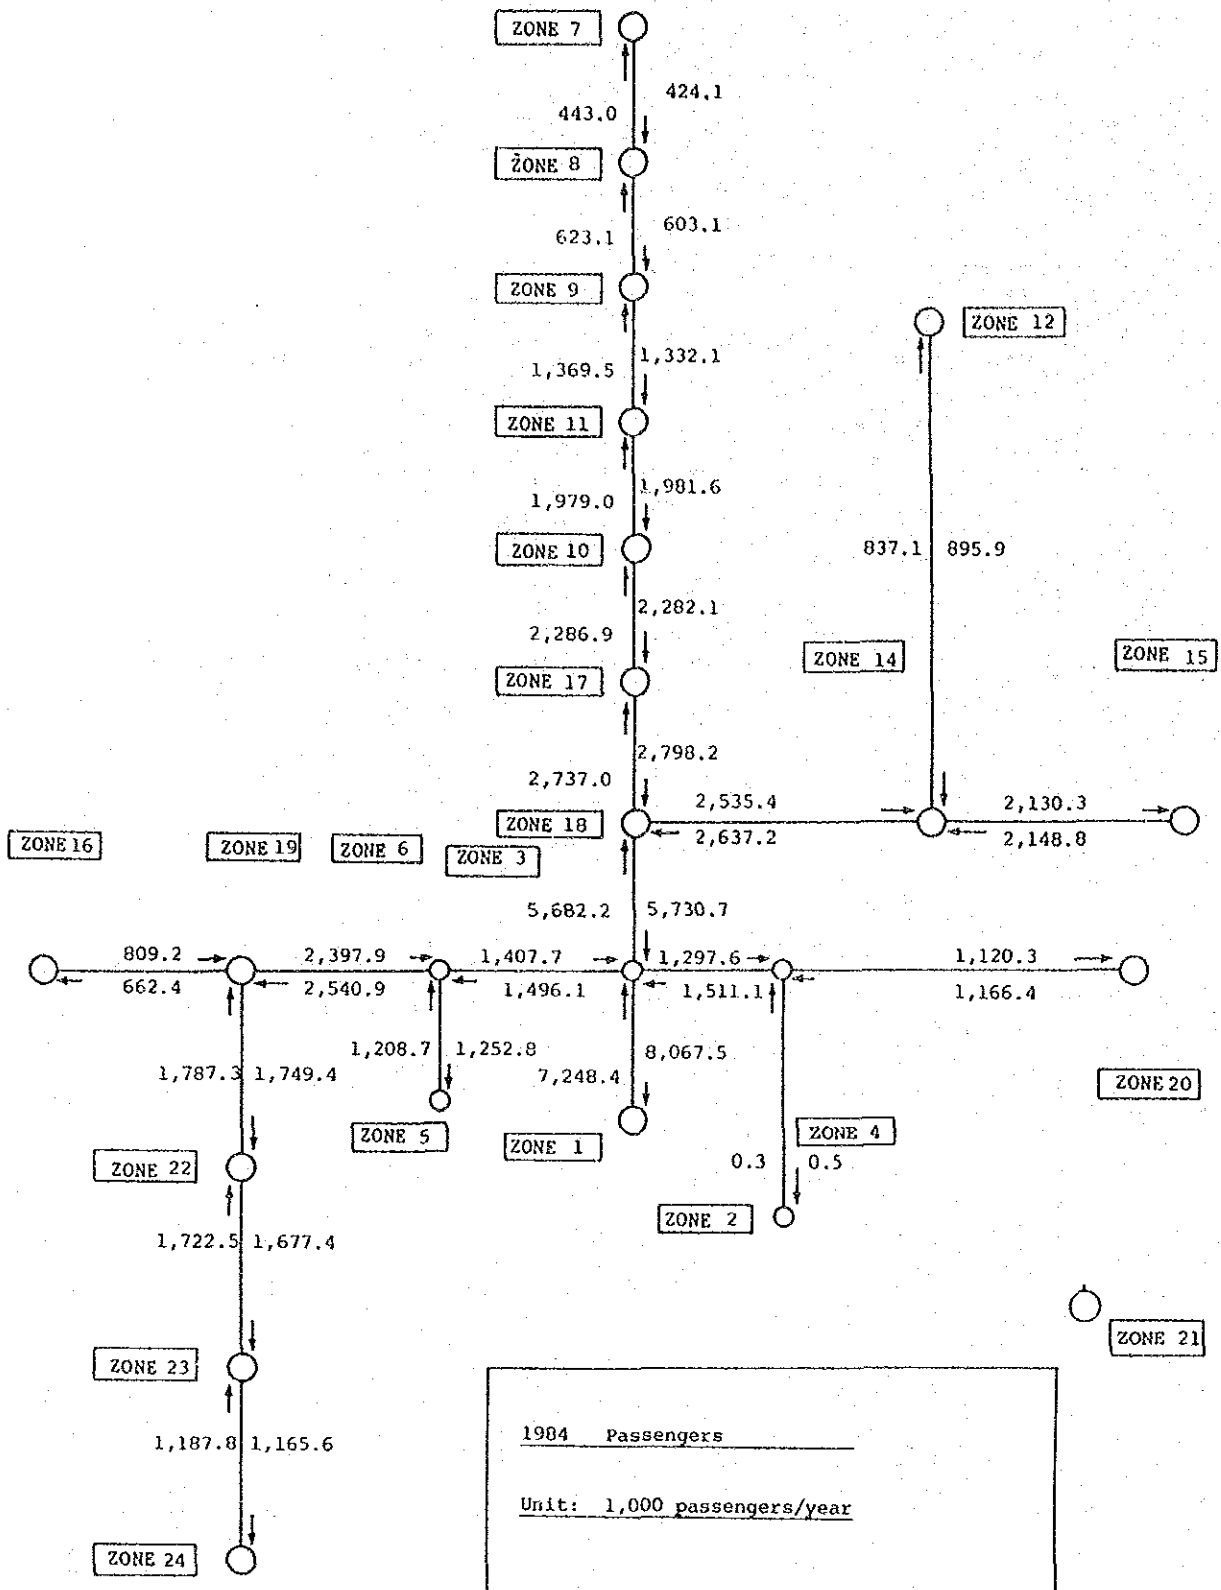 ZONE 7
424.1
443.0
ZONE 8
603.1
623.1
ZONE 9
ZONE 12
1,332.1
1,369.5
ZONE 11
1,981.6
1,979.0
ZONE 10
837.1 895.9
2,282.1
2,286.9
ZONE 14
ZONE 15
ZONE 17
2,798.2
2,737.0
2,535.4
2,130.3
ZONE 18
2,637.2
2,148.8
ZONE 16
ZONE 19
ZONE 6
ZONE 3
5,682.2 5,730.7
809.2
2,397.9
1,407.7
1,297.6
1,120.3
662.4
2,540.9
1,496.1
1,511.1
1,166.4
1,208.7 1,252.8
8,067.5
1,787.3 1,749.4
7,248.4
ZONE 20
ZONE 5
ZONE 1
ZONE 4
ZONE 22
0.3 0.5
ZONE 2
1,722.5 1,677.4
ZONE 21
ZONE 23
1984 Passengers
1,187.8 1,165.6
Unit: 1,000 passengers/year
ZONE 24